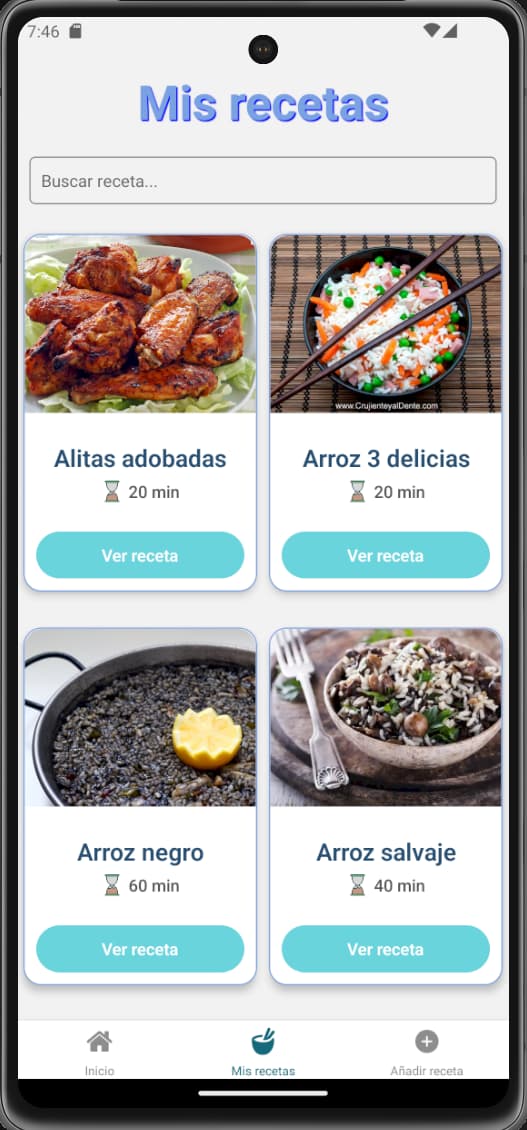 7:46
Mis recetas
Buscar receta...
www.CrujienteyalDente.com
Alitas adobadas
Arroz 3 delicias
20 min
20 min
Ver receta
Ver receta
Arroz negro
Arroz salvaje
60 min
40 min
Ver receta
Ver receta
Inicio
Mis recetas
Añadir receta